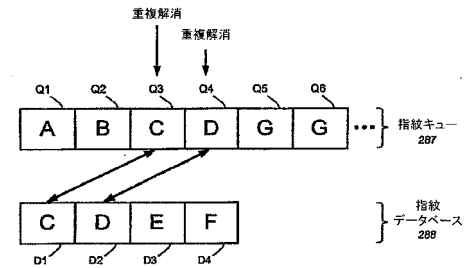 重複解消
重複解消
Q1 Q2 Q3 Q4 Q5 Q6
A B C D G G ••• 指紋キュー
287
C D E F 指紋
データベース
288
D1 D2 D3 D4